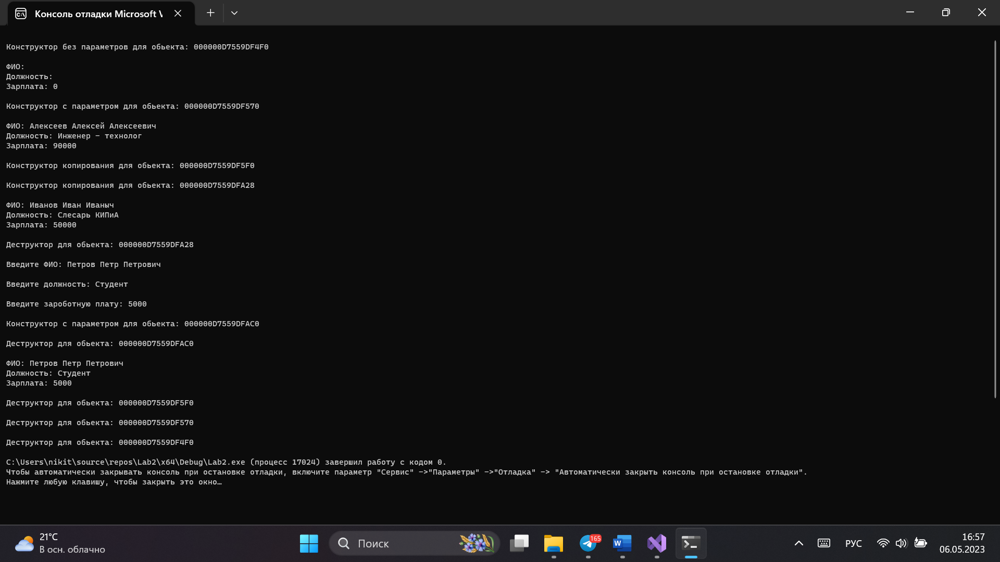 Консоль отладки Microsoft V
Конструктор без параметров для обьекта: 000000D7559DF4F0
ФИО:
Должность:
Зарплата: 0
Конструктор с параметром для обьекта: 000000D7559DF570
ФИО: Алексеев Алексей Алексеевич
Должность: Инженер - технолог
Зарплата: 90000
Конструктор копирования для обьекта: 000000D7559DF5F0
Конструктор копирования для обьекта: 000000D7559DFA28
ФИО: Иванов Иван Иваныч
Должность: Слесарь КИПиА
Зарплата: 50000
Деструктор для обьекта: 000000D7559DFA28
Введите ФИО: Петров Петр Петрович
Введите должность: Студент
Введите зароботную плату: 5000
Конструктор с параметром для обьекта: 000000D7559DFAC0
Деструктор для обьекта: 000000D7559DFAC0
ФИО: Петров Петр Петрович
Должность: Студент
Зарплата: 5000
Деструктор для обьекта: 000000D7559DF5F0
Деструктор для обьекта: 000000D7559DF570
Деструктор для обьекта: 000000D7559DF4F0
C:\Users\nikit\source\repos\Lab2\x64\Debug\Lab2.exe (процесс 17024) завершил работу с кодом 0.
Чтобы автоматически закрывать консоль при остановке отладки, включите параметр "Сервис" ->"Параметры" ->"Отладка" -> "Автоматически закрыть консоль при остановке отладки".
Нажмите любую клавишу, чтобы закрыть это окно…
21°C
В осн. облачно
Поиск
165
W
РУС
16:57
06.05.2023